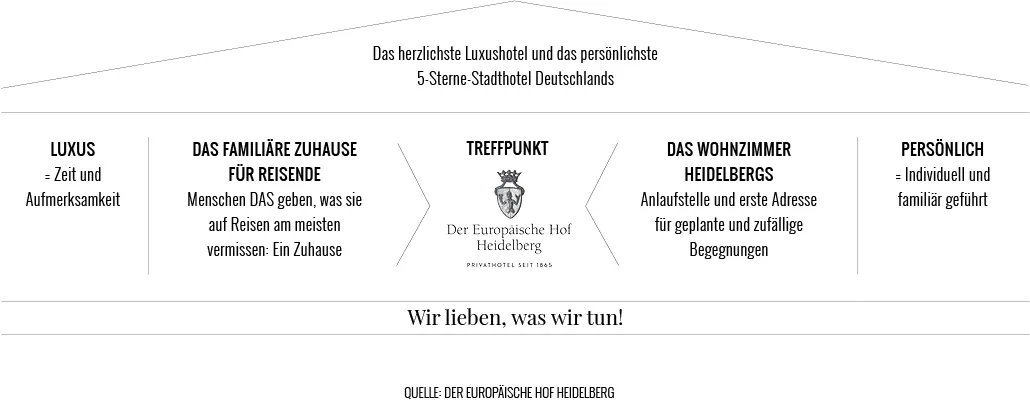 Das herzlichste Luxushotel und das persönlichste
5-Sterne-Stadthotel Deutschlands
LUXUS
= Zeit und
Aufmerksamkeit
DAS FAMILIÄRE ZUHAUSE
FÜR REISENDE
Menschen DAS geben, was sie
auf Reisen am meisten
vermissen: Ein Zuhause
TREFFPUNKT
Der Europäische Hof
Heidelberg
PRIVATHOTEL SEIT 1865
DAS WOHNZIMMER
HEIDELBERGS
Anlaufstelle und erste Adresse
für geplante und zufällige
Begegnungen
PERSÖNLICH
= Individuell und
familiär geführt
Wir lieben, was wir tun!
QUELLE: DER EUROPÄISCHE HOF HEIDELBERG